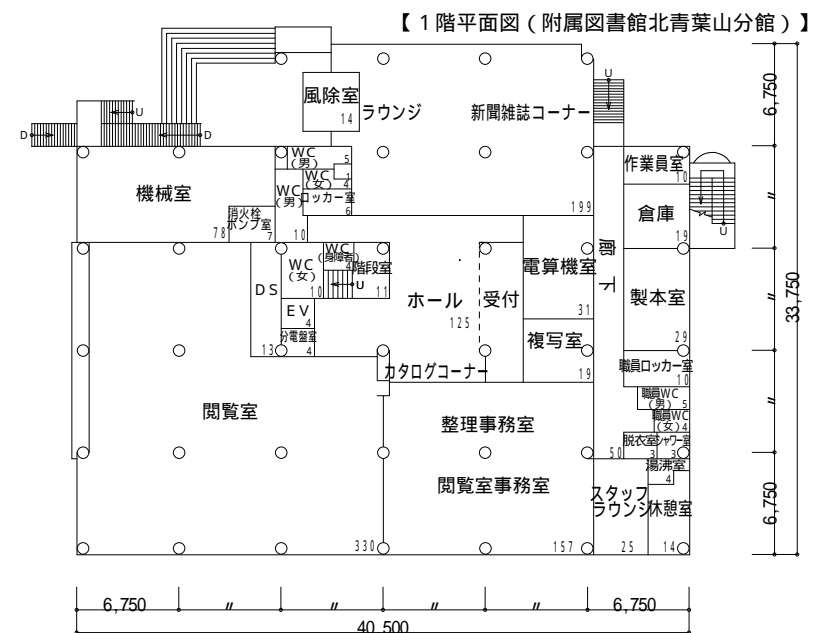 【１階平面図（附属図書館北青葉山分館）】
U
風除室
14
ラウンジ
新聞雑誌コーナー
U
D
D
機械室
WC
(男)
5
1
WC
(女)
4
WC
(男)
ロッカー室
6
消火栓
ポンプ室
78
7
10
199
作業員室
10
倉庫
19
U
廊下
WC
(身障者)
4
WC
(女)
10
階段室
U
11
DS
13
EV
4
分電盤室
4
ホール
125
受付
電算機室
31
製本室
29
複写室
19
カタログコーナー
職員ロッカー室
10
職員WC
(男)
5
職員WC
(女)
4
脱衣室
3
シャワー室
3
閲覧室
整理事務室
50
湯沸室
4
閲覧室事務室
スタッフ
ラウンジ
休憩室
330
157
25
14
6,750
〃
〃
〃
6,750
33,750
6,750
〃
〃
〃
〃
6,750
40,500